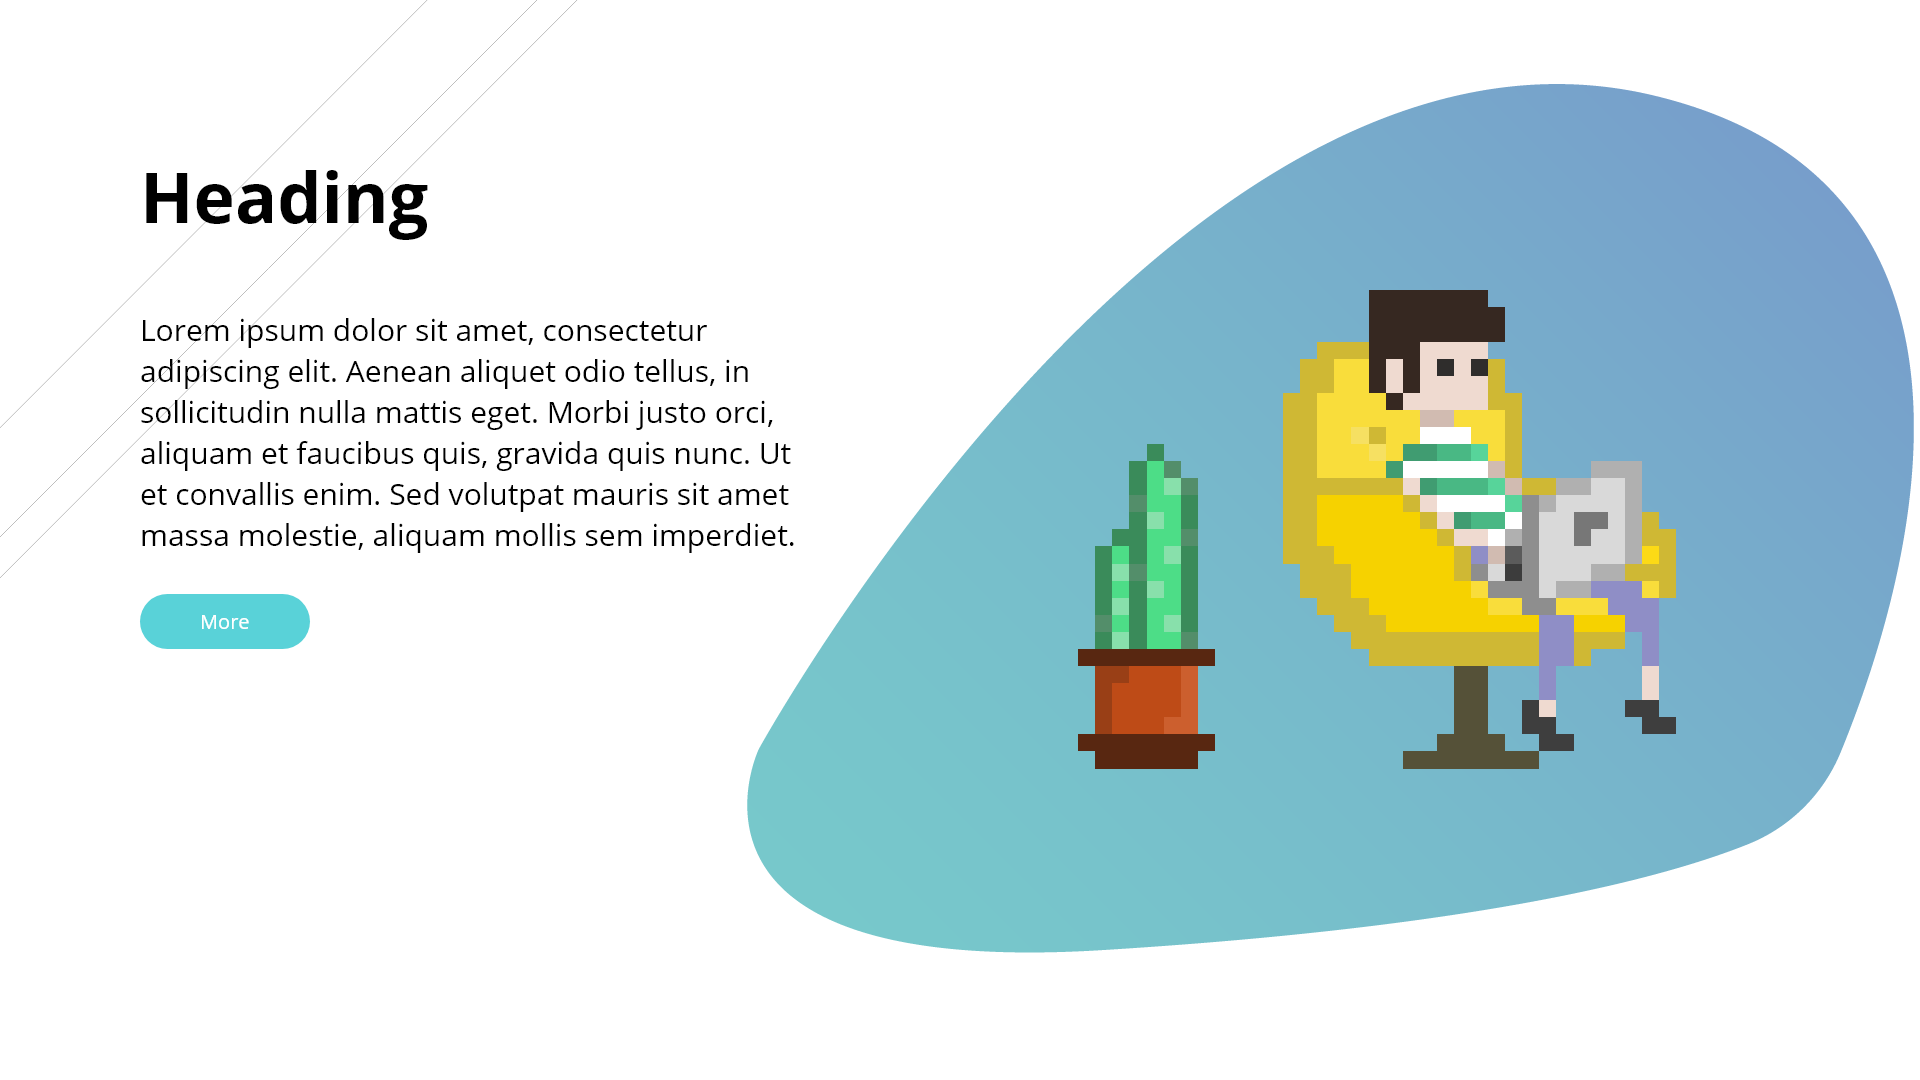 Heading
Lorem ipsum dolor sit amet, consectetur
adipiscing elit. Aenean aliquet odio tellus, in
sollicitudin nulla mattis eget. Morbi justo orci,
aliquam et faucibus quis, gravida quis nunc. Ut
et convallis enim. Sed volutpat mauris sit amet
massa molestie, aliquam mollis sem imperdiet.
More